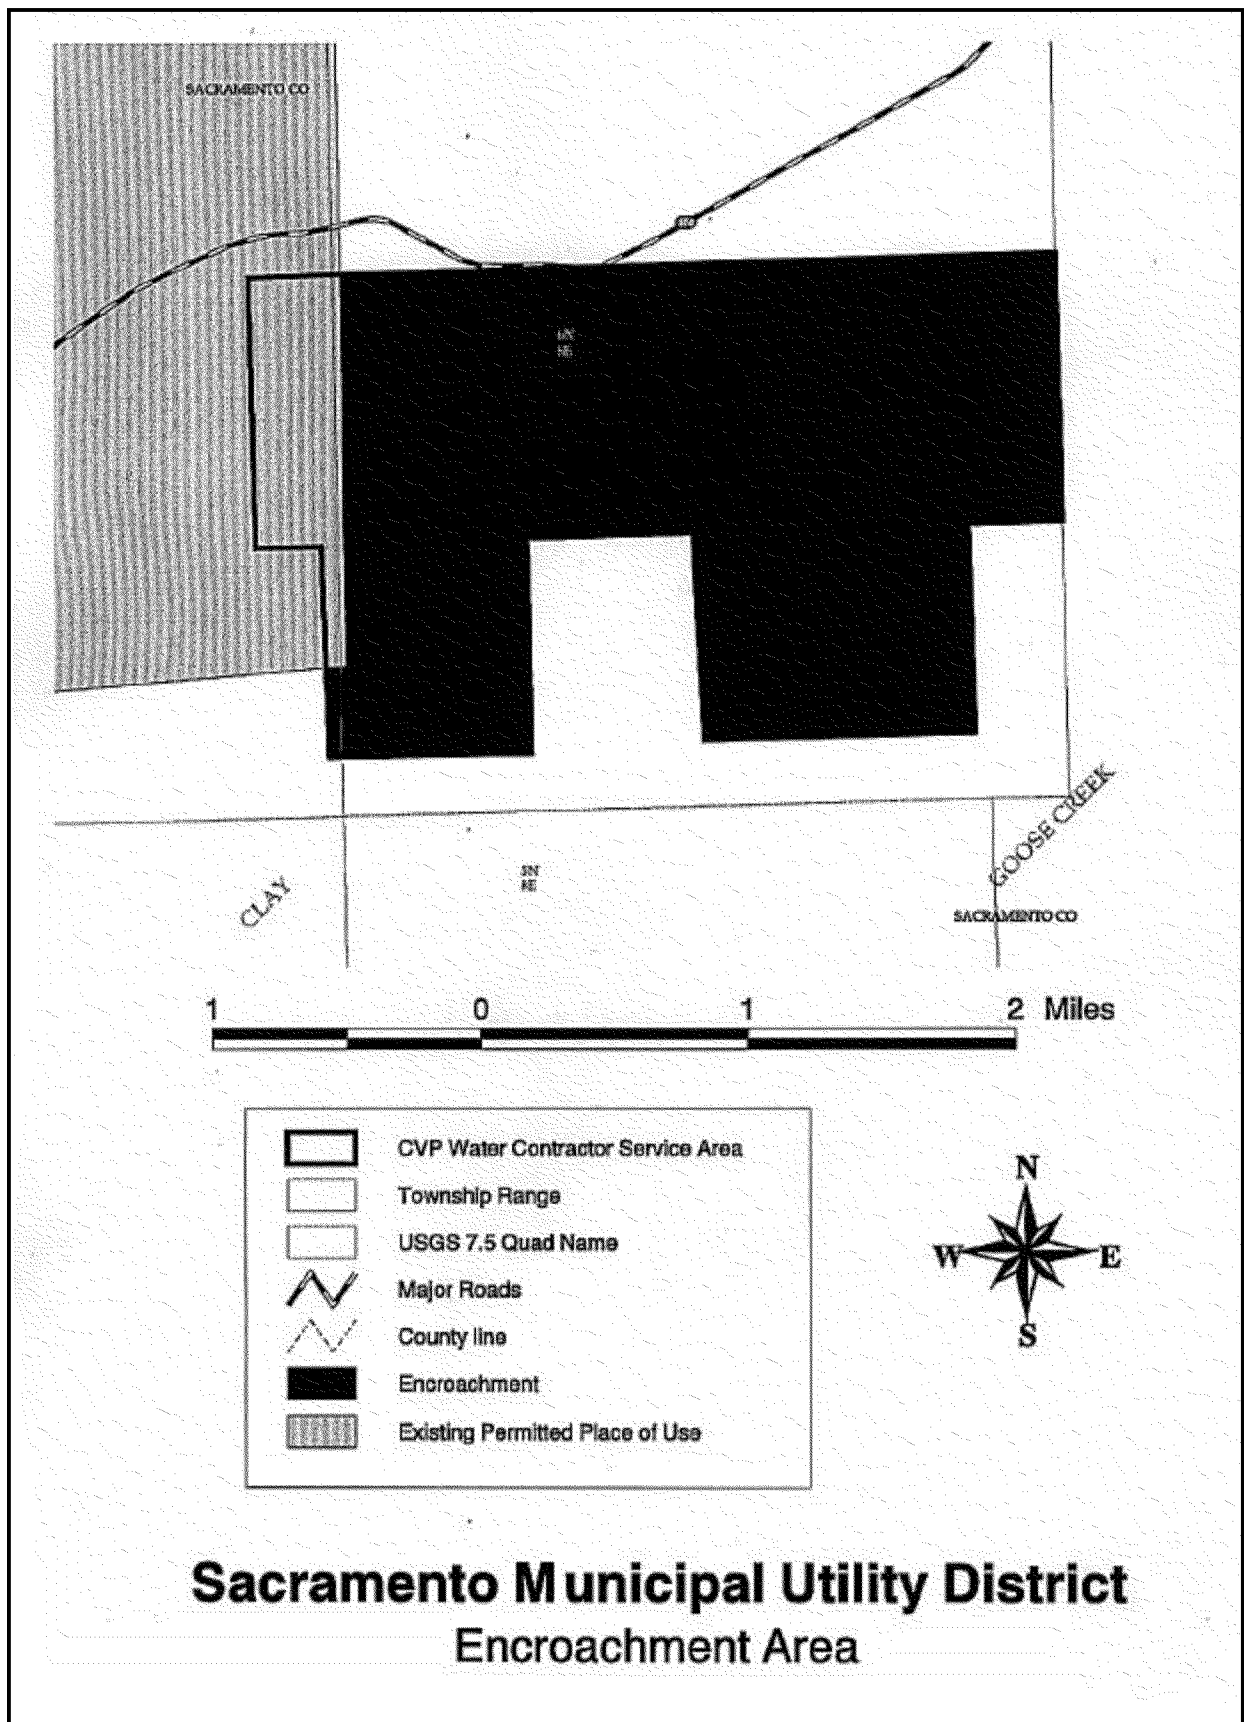 SACRAMENTO CO
GOOSE CREEK
5N
8E
CLAY
SACRAMENTO CO
1 0 1 2 Miles
CVP Water Contractor Service Area
Township Range
USGS 7.5 Quad Name
Major Roads
County line
Encroachment
Existing Permitted Place of Use
N
W E
S
Sacramento Municipal Utility District
Encroachment Area